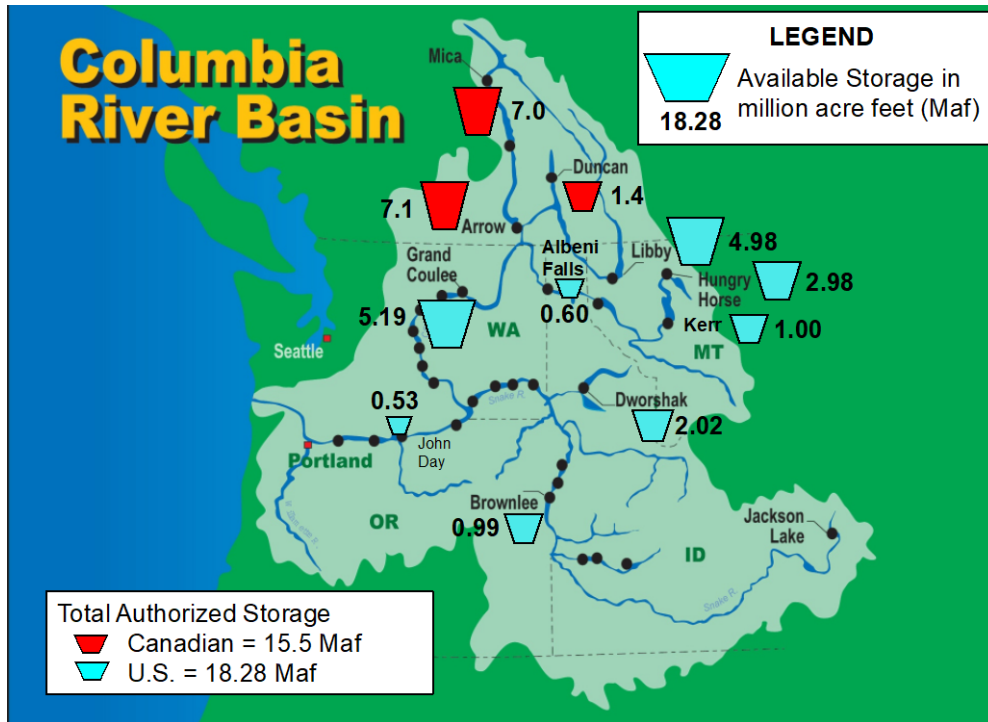 Columbia
River Basin
LEGEND
Available Storage in
million acre feet (Maf)
18.28
Mica
7.0
Duncan
1.4
7.1
Arrow
Albeni
Falls
0.60
Libby
4.98
Hungry
Horse
2.98
Kerr
1.00
MT
Grand
Coulee
5.19
WA
Seattle
Snake R.
Dworshak
2.02
0.53
John
Day
Portland
OR
Brownlee
0.99
ID
Jackson
Lake
Snake R.
Total Authorized Storage
Canadian = 15.5 Maf
U.S. = 18.28 Maf